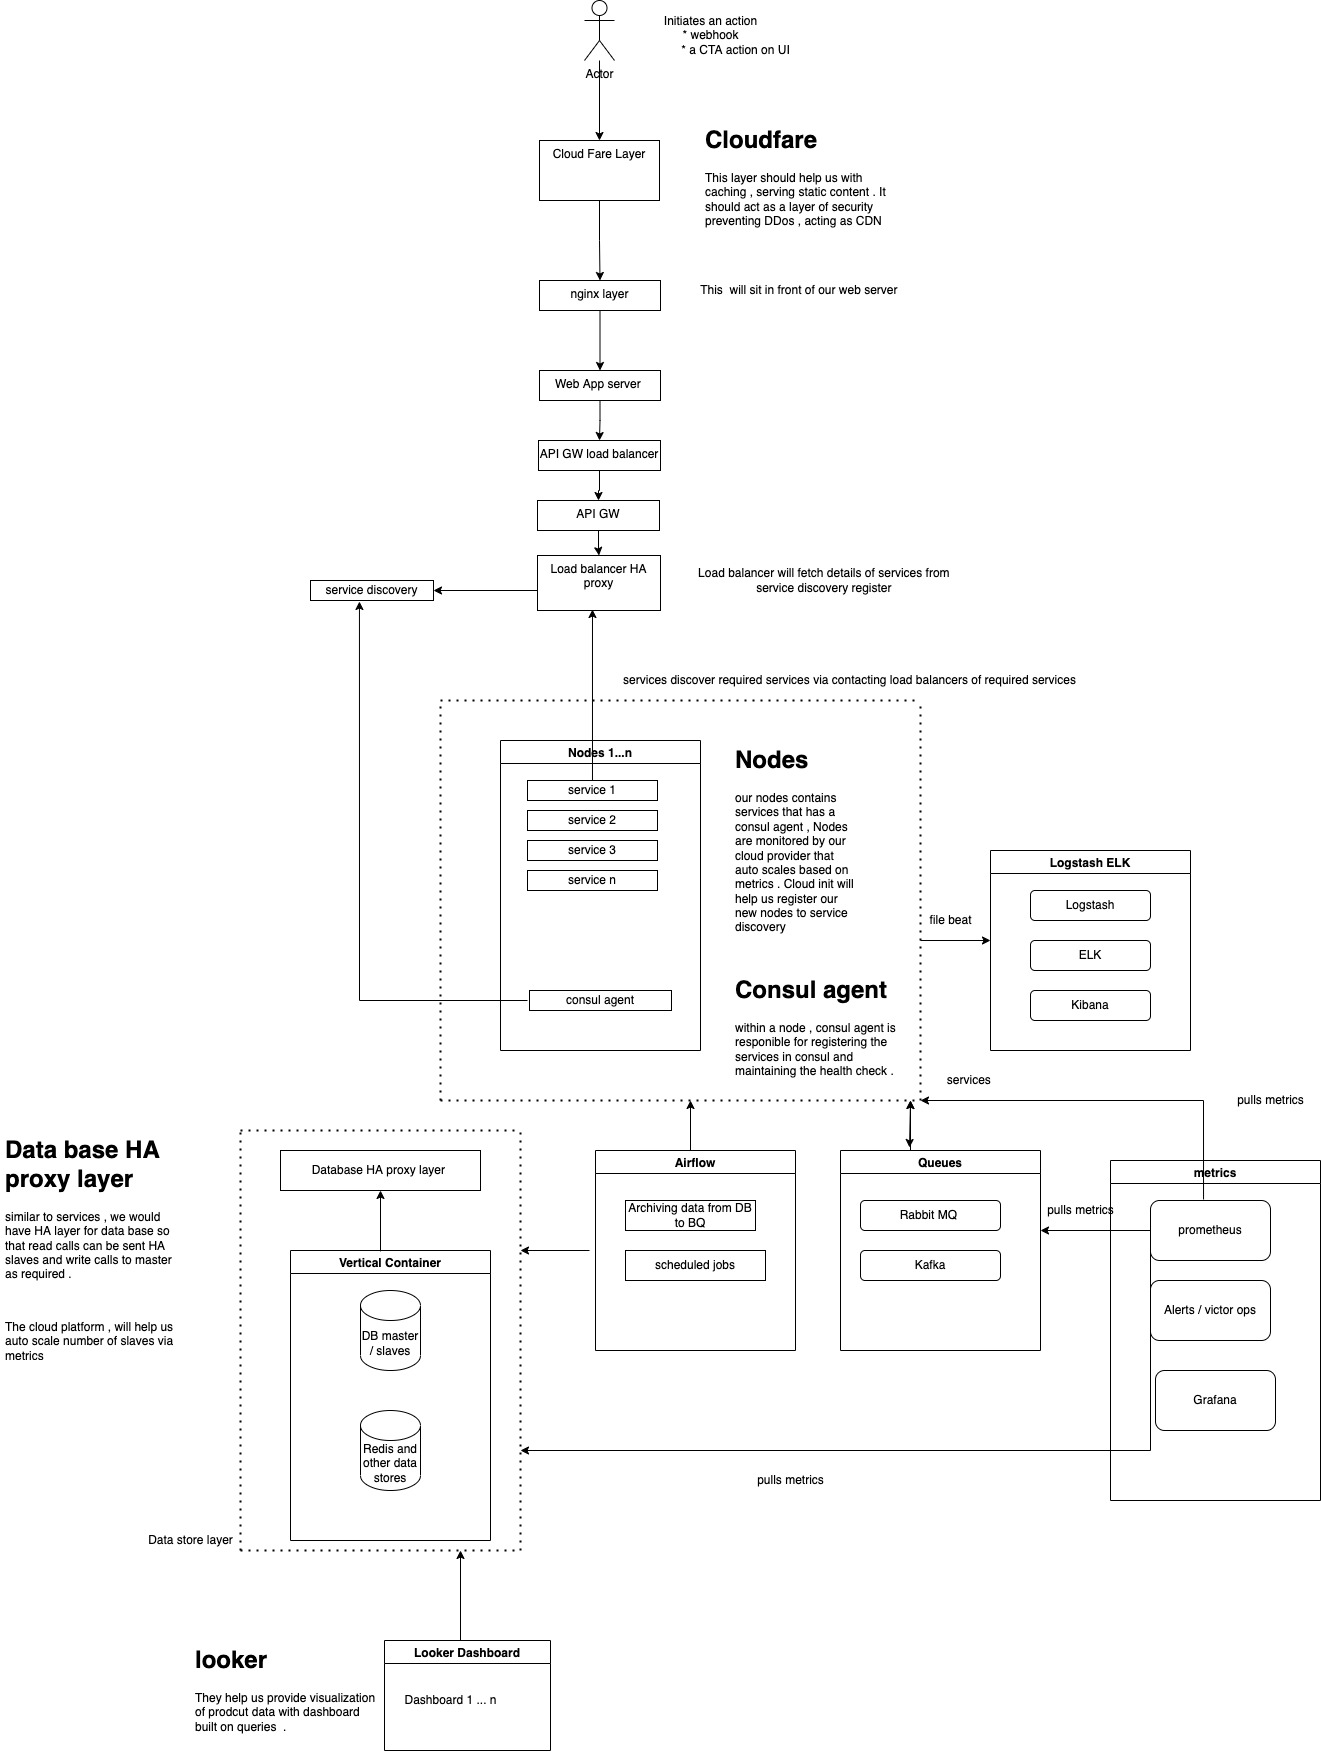 Initiates an action
* webhook
* a CTA action on UI
Actor
Cloudfare
Cloud Fare Layer
This layer should help us with
caching , serving static content . It
should act as a layer of security
preventing DDos , acting as CDN
nginx layer
This  will sit in front of our web server
Web App server
API GW load balancer
API GW
Load balancer HA
proxy
Load balancer will fetch details of services from
service discovery register
service discovery
services discover required services via contacting load balancers of required services
Nodes 1...n
service 1
service 2
service 3
service n
consul agent
Nodes
our nodes contains
services that has a
consul agent , Nodes
are monitored by our
cloud provider that
auto scales based on
metrics . Cloud init will
help us register our
new nodes to service
discovery
Consul agent
within a node , consul agent is
responible for registering the
services in consul and
maintaining the health check .
file beat
Logstash ELK
Logstash
ELK
Kibana
services
pulls metrics
Data base HA
proxy layer
similar to services , we would
have HA layer for data base so
that read calls can be sent HA
slaves and write calls to master
as required .
The cloud platform , will help us
auto scale number of slaves via
metrics
Database HA proxy layer
Vertical Container
DB master
/ slaves
Redis and
other data
stores
Data store layer
Airflow
Archiving data from DB
to BQ
scheduled jobs
Queues
Rabbit MQ
Kafka
pulls metrics
metrics
prometheus
Alerts / victor ops
Grafana
pulls metrics
looker
They help us provide visualization
of prodcut data with dashboard
built on queries  .
Looker Dashboard
Dashboard 1 ... n